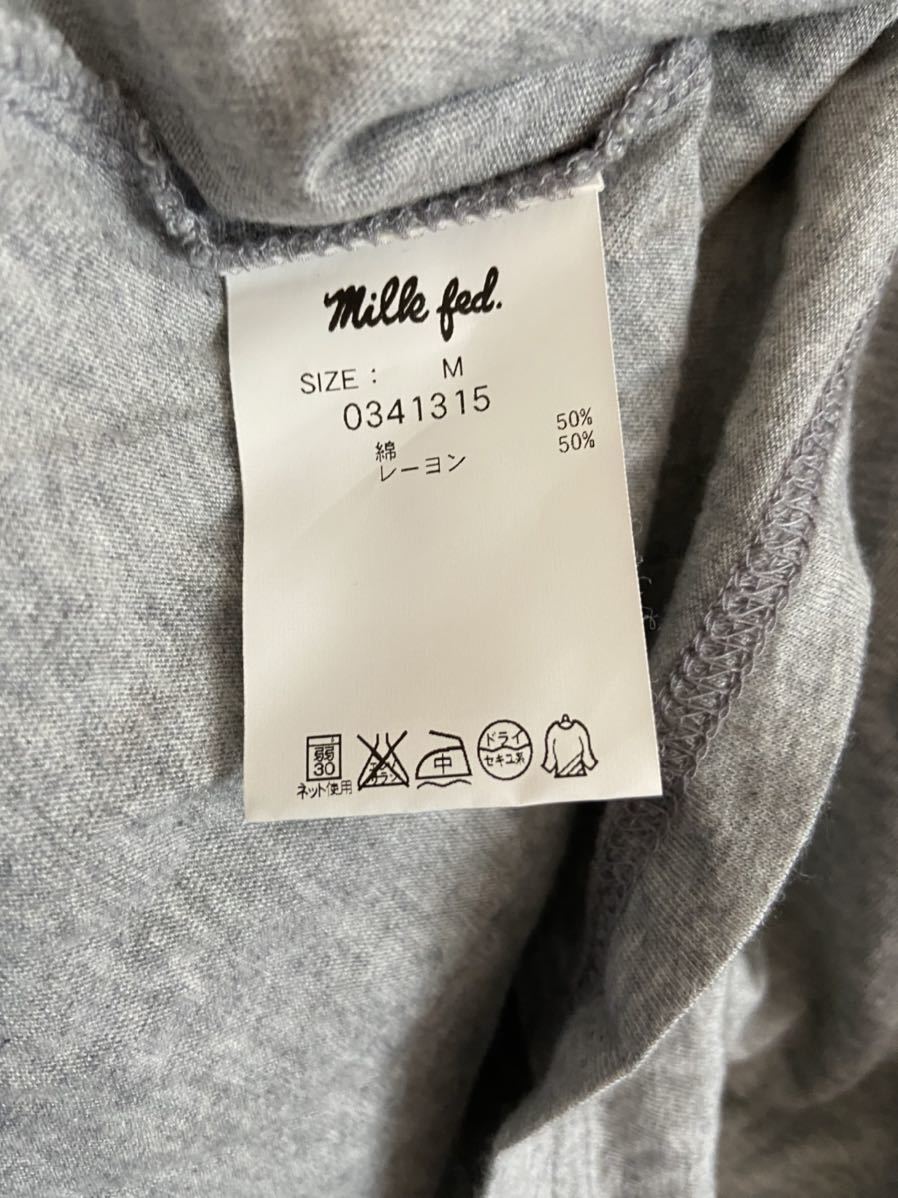 Milk fed.
SIZE : M
0341315
綿 50%
レーヨン 50%
弱
30
ネット使用
中
ドライ
セキユ系